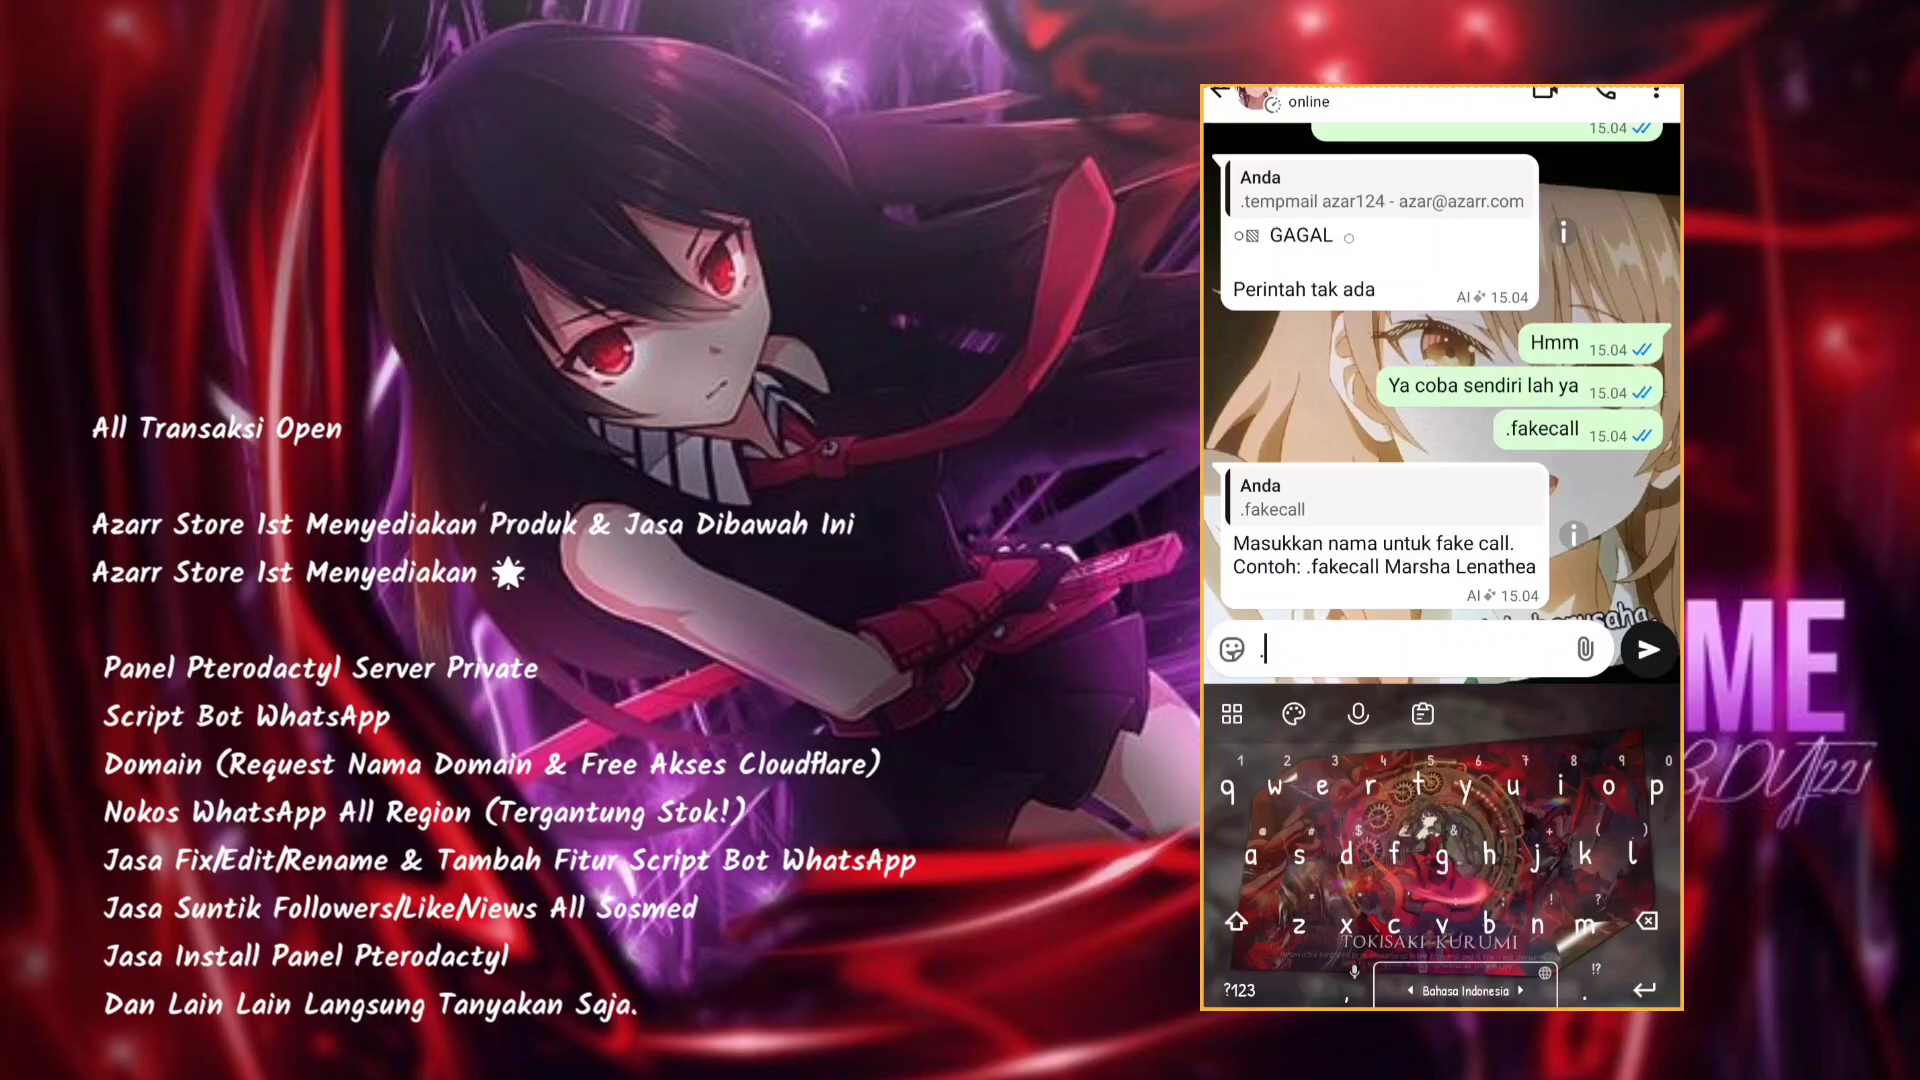 All Transaksi Open
Azarr Store 1st Menyediakan Produk & Jasa Dibawah Ini
Azarr Store 1st Menyediakan 🌟
Panel Pterodactyl Server Private
Script Bot WhatsApp
Domain (Request Nama Domain & Free Akses Cloudflare)
Nokos WhatsApp All Region (Tergantung Stok!)
Jasa Fix/Edit/Rename & Tambah Fitur Script Bot WhatsApp
Jasa Suntik Followers/Like/Views All Sosmed
Jasa Install Panel Pterodactyl
Dan Lain Lain Langsung Tanyakan Saja.
online
15.04
Anda
.tempmail azar124 - azar@azarr.com
GAGAL
Perintah tak ada
AI 15.04
Hmm 15.04
Ya coba sendiri lah ya 15.04
.fakecall 15.04
Anda
.fakecall
Masukkan nama untuk fake call.
Contoh: .fakecall Marsha Lenathea
AI 15.04
.
1 2 3 4 5 6 7 8 9 0
q w e r t y u i o p
@ # $ & - + ( )
a s d f g h j k l
* : ; ! ?
z x c v b n m
TOKISAKI KURUMI
?123 , Bahasa Indonesia . !?
ME